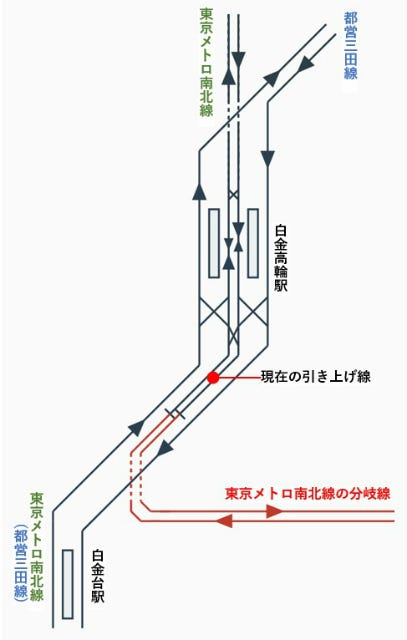 東京メトロ南北線
都営三田線
白金高輪駅
現在の引き上げ線
東京メトロ南北線の分岐線
東京メトロ南北線
（都営三田線）
白金台駅